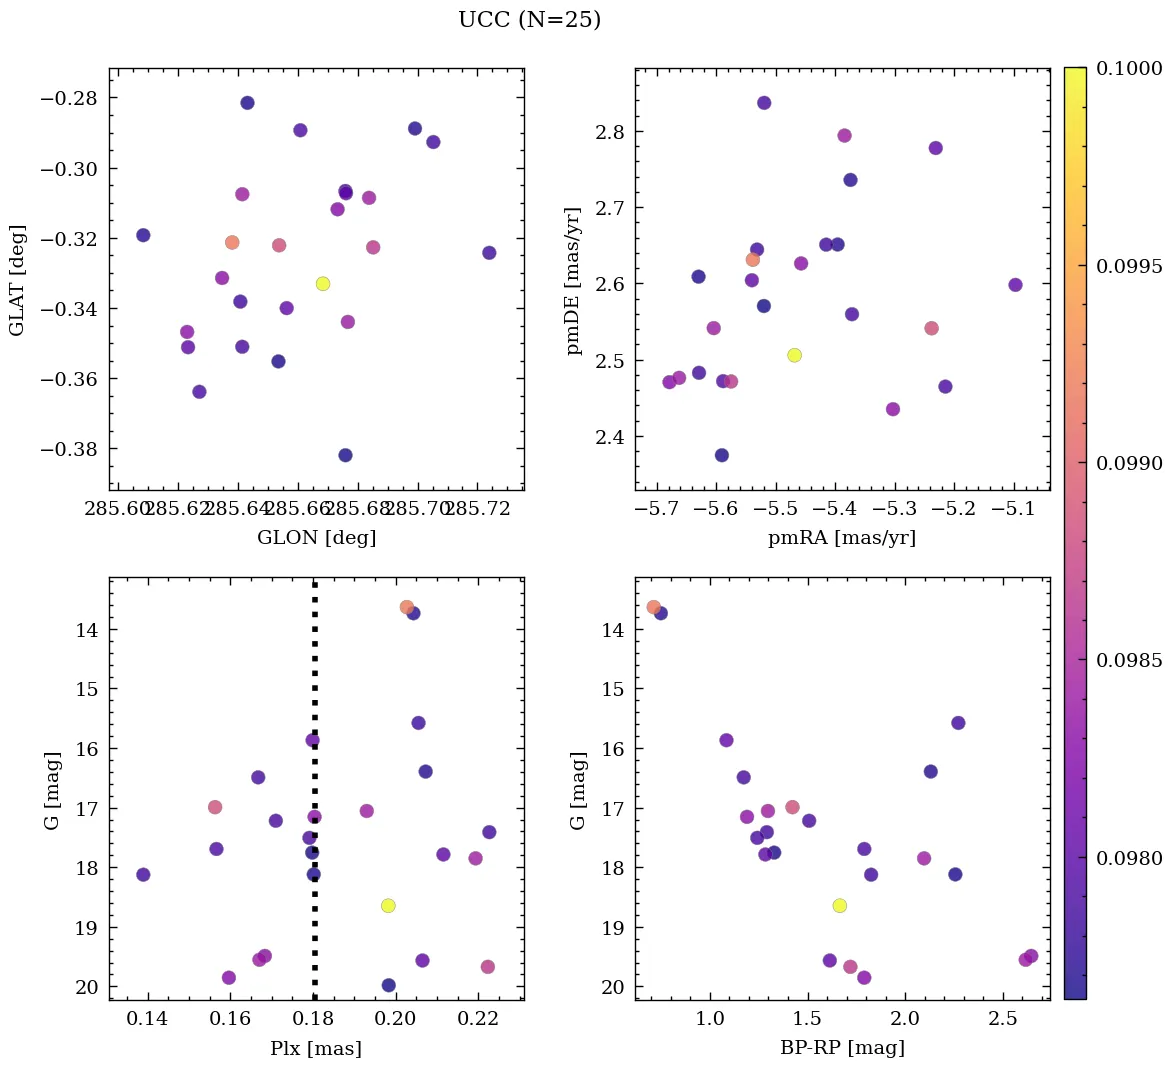 UCC (N=25)
−0.28
−0.30
−0.32
−0.34
−0.36
−0.38
GLAT [deg]
285.60 285.62 285.64 285.66 285.68 285.70 285.72
GLON [deg]
2.8
2.7
2.6
2.5
2.4
pmDE [mas/yr]
−5.7 −5.6 −5.5 −5.4 −5.3 −5.2 −5.1
pmRA [mas/yr]
0.1000
0.0995
0.0990
0.0985
0.0980
14
15
16
17
18
19
20
G [mag]
0.14 0.16 0.18 0.20 0.22
Plx [mas]
14
15
16
17
18
19
20
G [mag]
1.0 1.5 2.0 2.5
BP-RP [mag]